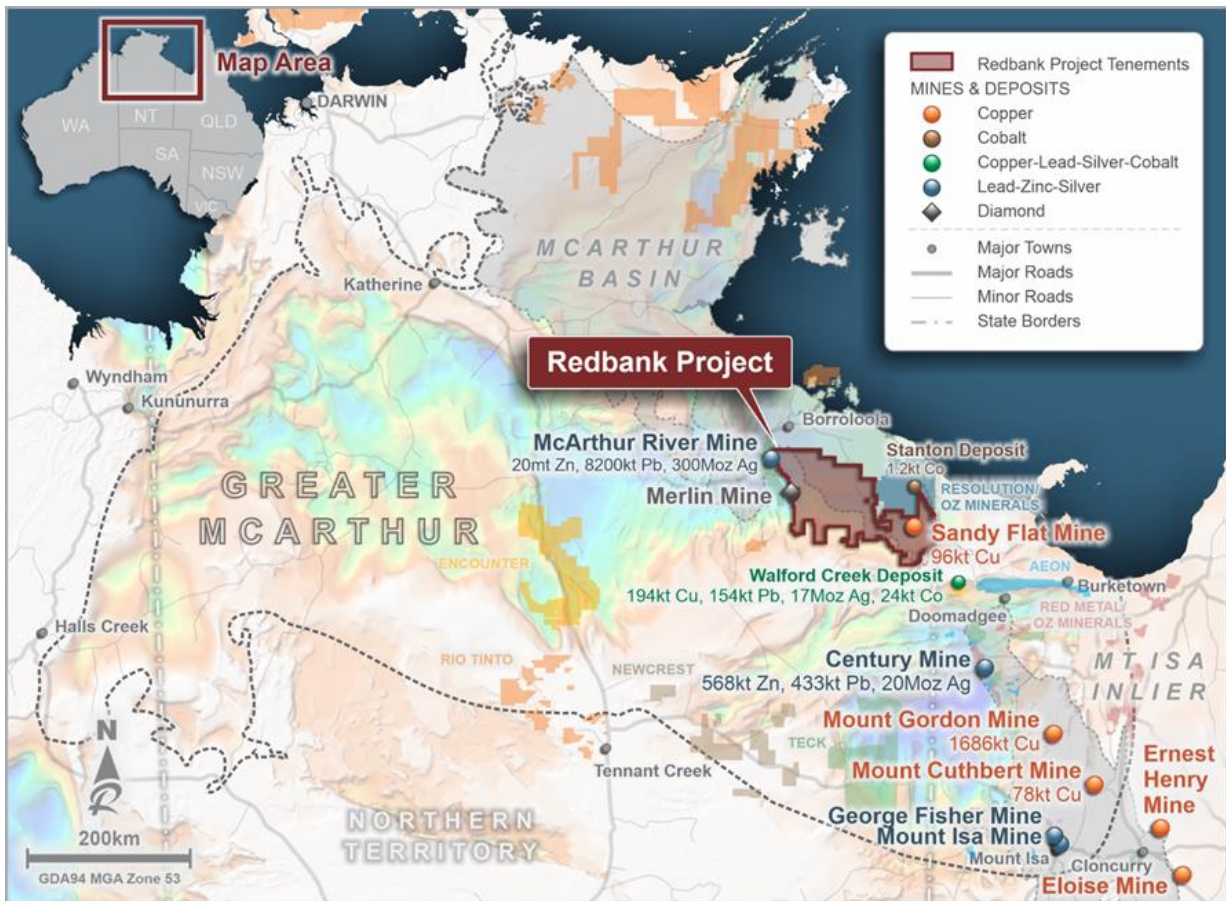 Map Area
WA
NT
QLD
SA
NSW
VIC
DARWIN
Redbank Project Tenements
MINES & DEPOSITS
Copper
Cobalt
Copper-Lead-Silver-Cobalt
Lead-Zinc-Silver
Diamond
Major Towns
Major Roads
Minor Roads
State Borders
MCARTHUR
BASIN
Katherine
Redbank Project
Wyndham
Kununurra
Borroloola
McArthur River Mine
20mt Zn, 8200kt Pb, 300Moz Ag
Stanton Deposit
1.2kt Co
GREATER
MCARTHUR
Merlin Mine
RESOLUTION/
OZ MINERALS
Sandy Flat Mine
96kt Cu
ENCOUNTER
Walford Creek Deposit
194kt Cu, 154kt Pb, 17Moz Ag, 24kt Co
AEON
Burketown
Doomadgee
RED METAL/
OZ MINERALS
Halls Creek
RIO TINTO
NEWCREST
Century Mine
568kt Zn, 433kt Pb, 20Moz Ag
MT ISA
INLIER
Mount Gordon Mine
1686kt Cu
N
TECK
Tennant Creek
Mount Cuthbert Mine
78kt Cu
Ernest
Henry
Mine
George Fisher Mine
Mount Isa Mine
Mount Isa
Cloncurry
Eloise Mine
NORTHERN
TERRITORY
200km
GDA94 MGA Zone 53